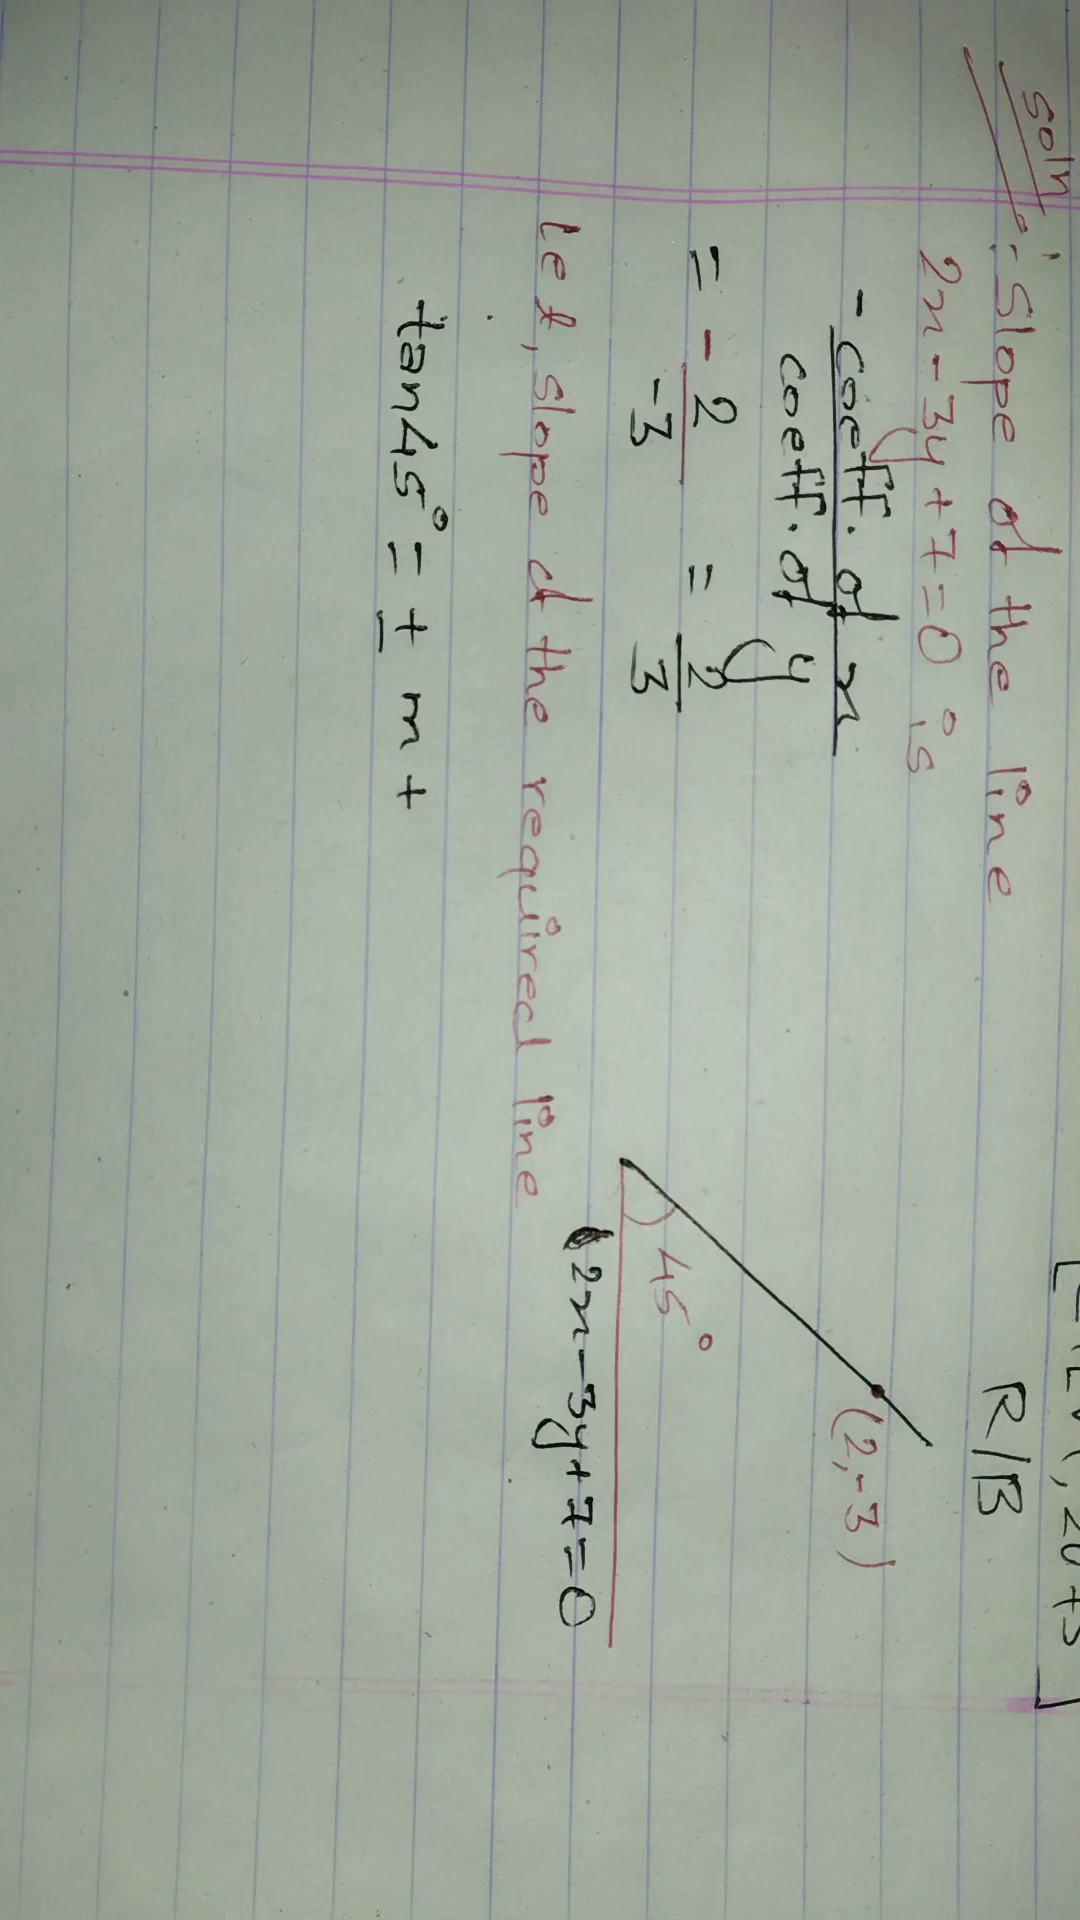 R/B
soln :- Slope of the line
2x - 3y + 7 = 0 is
- coeff. of x
coeff. of y
(2,-3)
= - 2/-3 = 2/3
45°
2x - 3y + 7 = 0
Let, slope of the required line
tan45° = ± m +